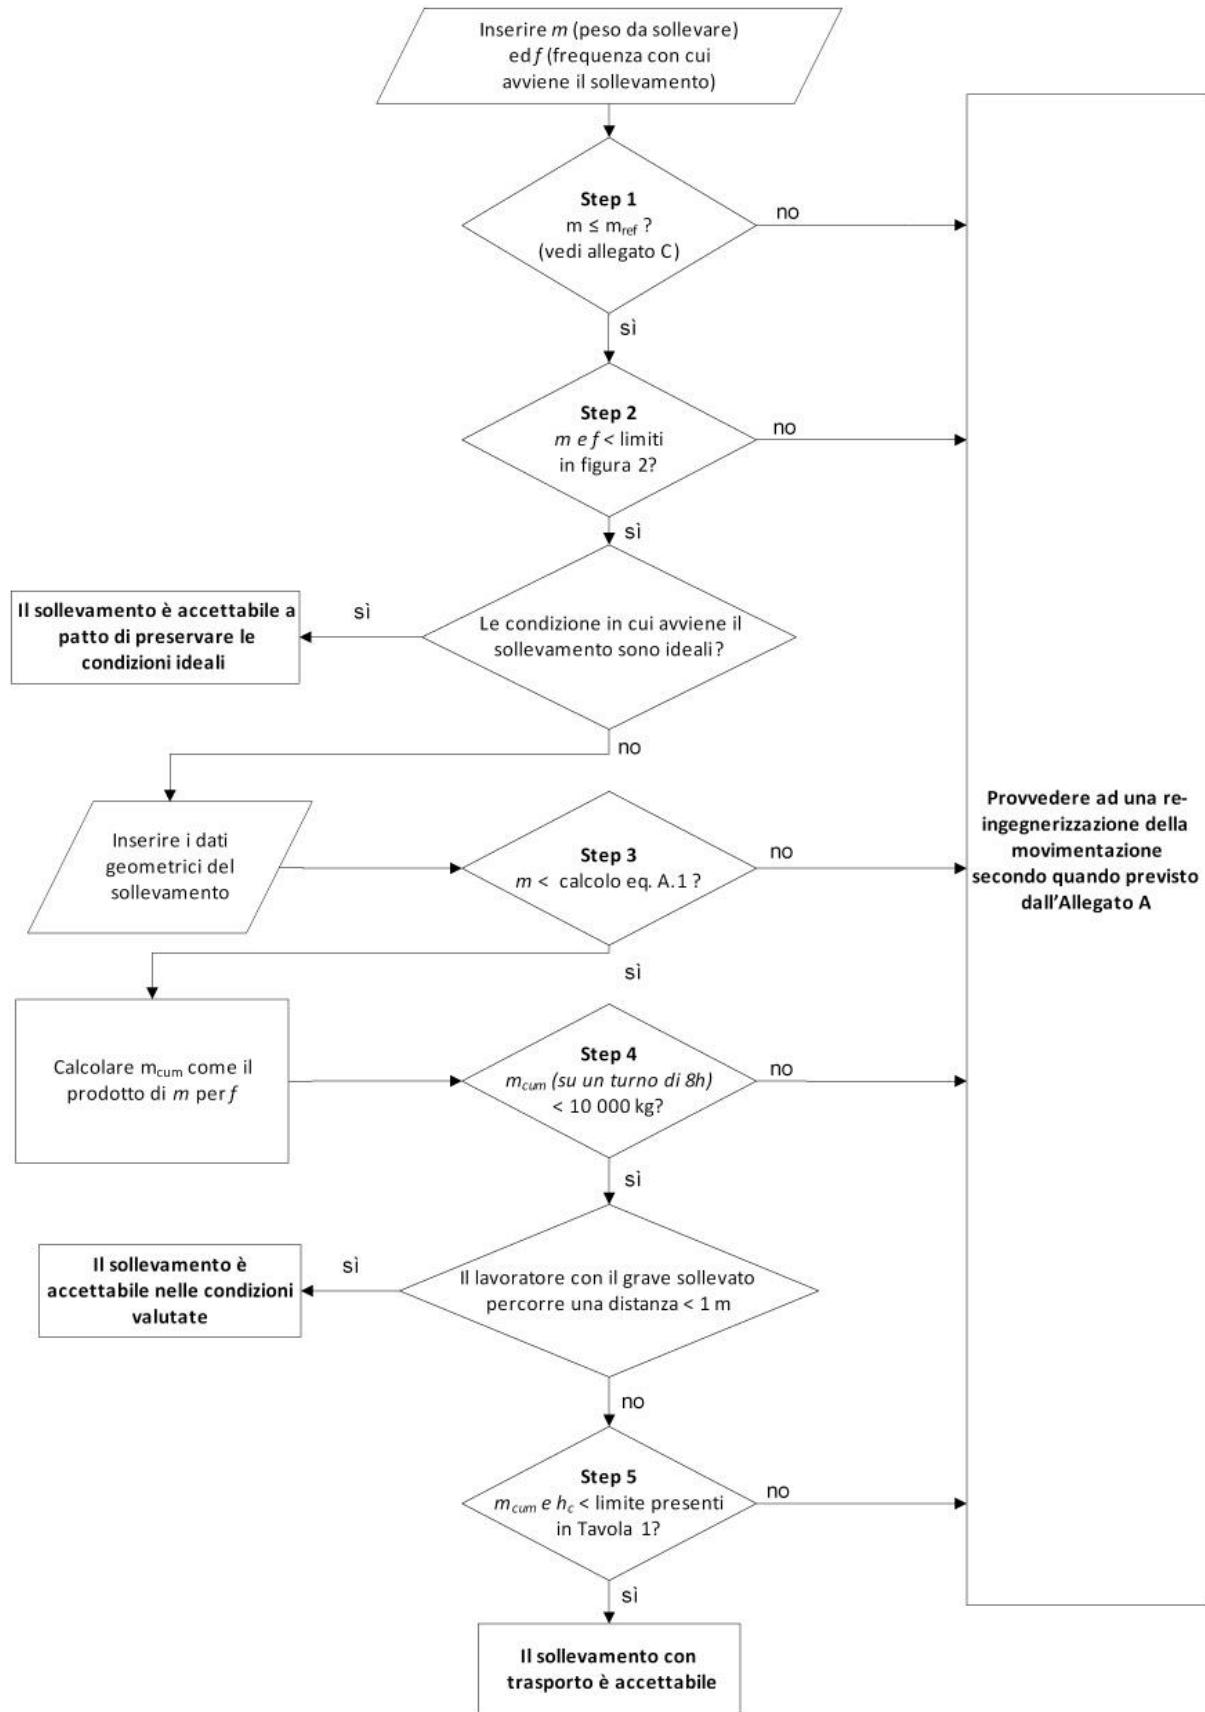 Inserire m (peso da sollevare)
ed f (frequenza con cui
avviene il sollevamento)
Step 1
m ≤ mref ?
(vedi allegato C)
no
sì
Step 2
m e f < limiti
in figura 2?
no
sì
Le condizione in cui avviene il
sollevamento sono ideali?
sì
Il sollevamento è accettabile a
patto di preservare le
condizioni ideali
no
Inserire i dati
geometrici del
sollevamento
Step 3
m < calcolo eq. A.1 ?
no
sì
Provvedere ad una re-
ingegnerizzazione della
movimentazione
secondo quando previsto
dall'Allegato A
Calcolare mcum come il
prodotto di m per f
Step 4
mcum (su un turno di 8h)
< 10 000 kg?
no
sì
Il lavoratore con il grave sollevato
percorre una distanza < 1 m
sì
Il sollevamento è
accettabile nelle condizioni
valutate
no
Step 5
mcum e hc < limite presenti
in Tavola 1?
no
sì
Il sollevamento con
trasporto è accettabile